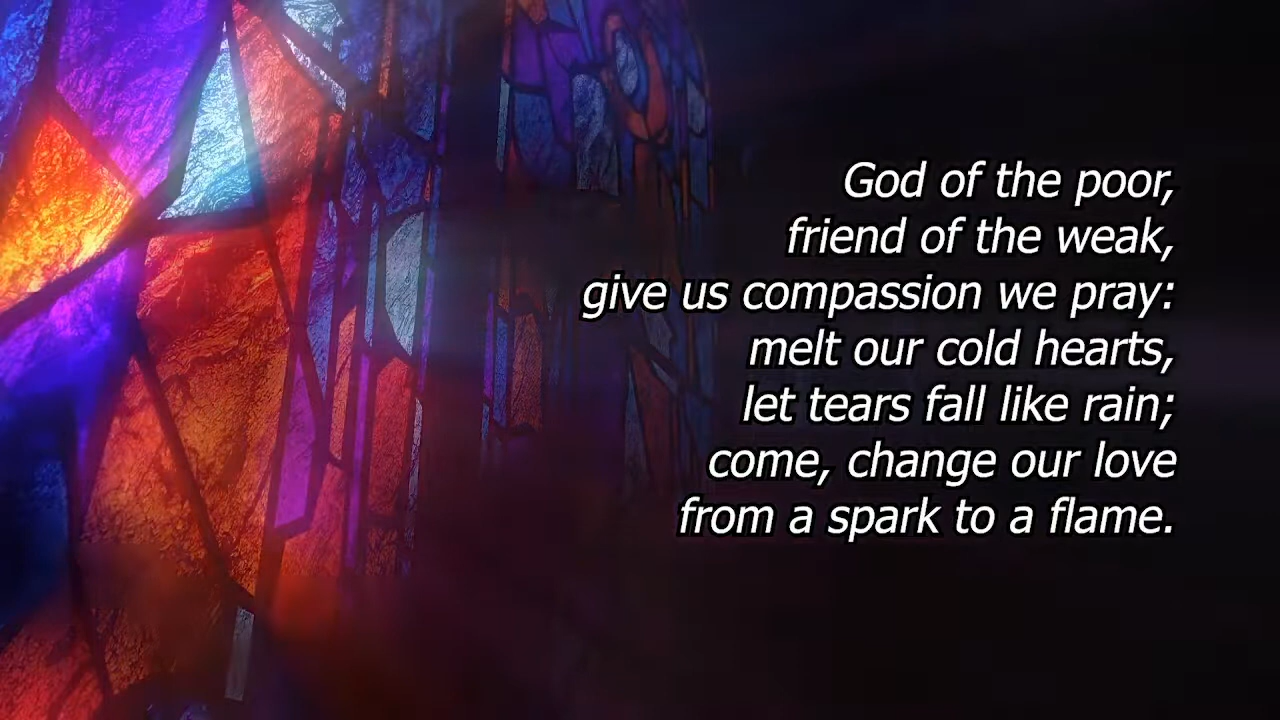 God of the poor,
friend of the weak,
give us compassion we pray:
melt our cold hearts,
let tears fall like rain;
come, change our love
from a spark to a flame.